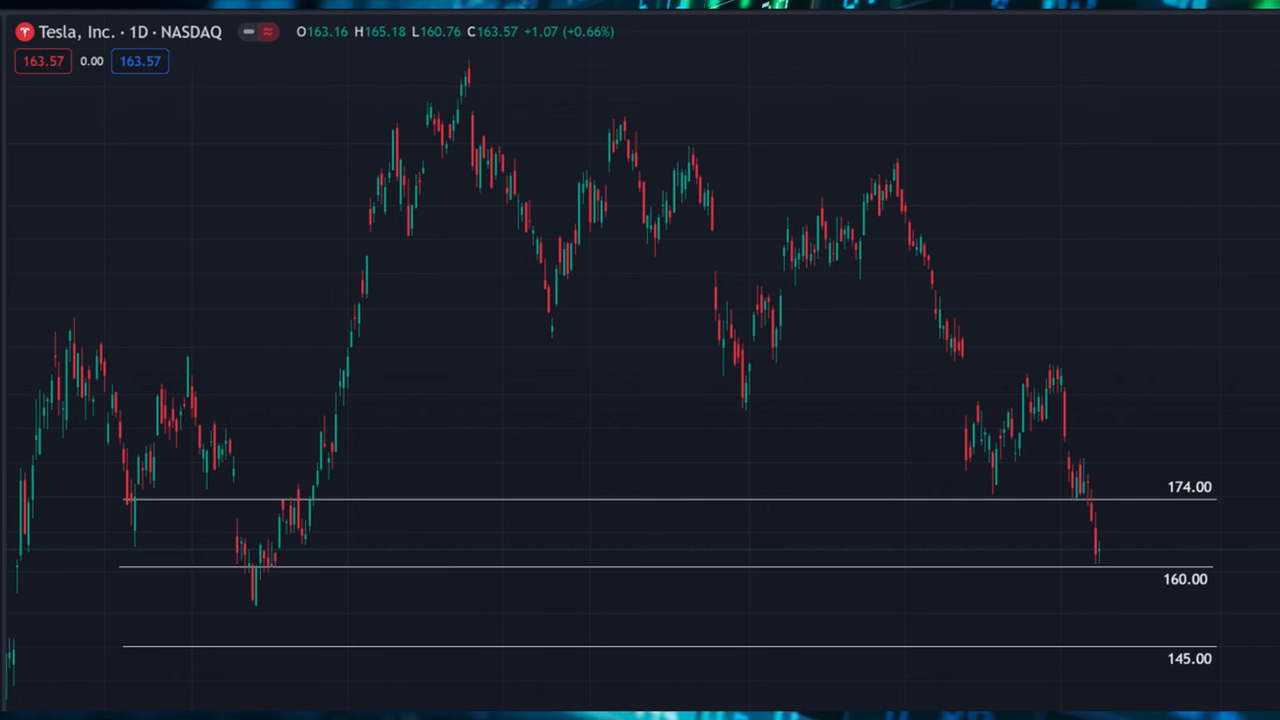 Tesla, Inc. · 1D · NASDAQ O163.16 H165.18 L160.76 C163.57 +1.07 (+0.66%)
163.57 0.00 163.57
174.00
160.00
145.00